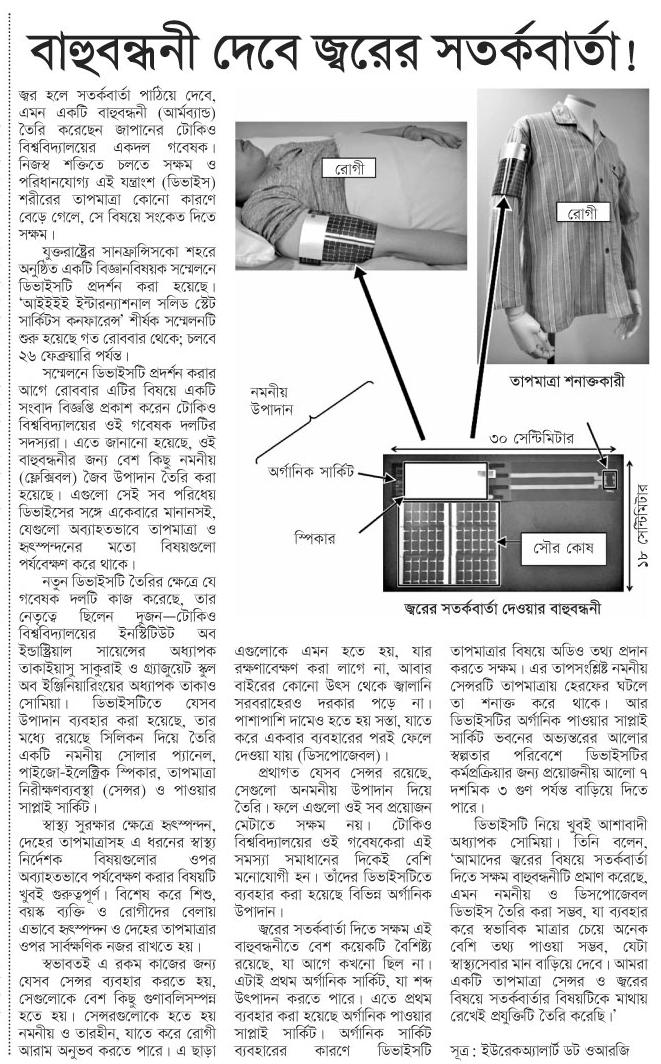 বাহুবন্ধনী দেবে জ্বরের সতর্কবার্তা!
জ্বর হলে সতর্কবার্তা পাঠিয়ে দেবে,
এমন একটি বাহুবন্ধনী (আর্মব্যান্ড)
তৈরি করেছেন জাপানের টোকিও
বিশ্ববিদ্যালয়ের একদল গবেষক।
নিজস্ব শক্তিতে চলতে সক্ষম ও
পরিধানযোগ্য এই যন্ত্রাংশ (ডিভাইস)
শরীরের তাপমাত্রা কোনো কারণে
বেড়ে গেলে, সে বিষয়ে সংকেত দিতে
সক্ষম।
যুক্তরাষ্ট্রের সানফ্রান্সিসকো শহরে
অনুষ্ঠিত একটি বিজ্ঞানবিষয়ক সম্মেলনে
ডিভাইসটি প্রদর্শন করা হয়েছে।
‘আইইইই ইন্টারন্যাশনাল সলিড স্টেট
সার্কিটস কনফারেন্স’ শীর্ষক সম্মেলনটি
শুরু হয়েছে গত রোববার থেকে; চলবে
২৬ ফেব্রুয়ারি পর্যন্ত।
সম্মেলনে ডিভাইসটি প্রদর্শন করার
আগে রোববার এটির বিষয়ে একটি
সংবাদ বিজ্ঞপ্তি প্রকাশ করেন টোকিও
বিশ্ববিদ্যালয়ের ওই গবেষক দলটির
সদস্যরা। এতে জানানো হয়েছে, ওই
বাহুবন্ধনীর জন্য বেশ কিছু নমনীয়
(ফ্লেক্সিবল) জৈব উপাদান তৈরি করা
হয়েছে। এগুলো সেই সব পরিধেয়
ডিভাইসের সঙ্গে একেবারে মানানসই,
যেগুলো অব্যাহতভাবে তাপমাত্রা ও
হৃৎস্পন্দনের মতো বিষয়গুলো
পর্যবেক্ষণ করে থাকে।
নতুন ডিভাইসটি তৈরির ক্ষেত্রে যে
গবেষক দলটি কাজ করেছে, তার
নেতৃত্বে ছিলেন দুজন—টোকিও
বিশ্ববিদ্যালয়ের ইনস্টিটিউট অব
ইন্ডাস্ট্রিয়াল সায়েন্সের অধ্যাপক
তাকাইয়াসু সাকুরাই ও গ্র্যাজুয়েট স্কুল
অব ইঞ্জিনিয়ারিংয়ের অধ্যাপক তাকাও
সোমিয়া। ডিভাইসটিতে যেসব
উপাদান ব্যবহার করা হয়েছে, তার
মধ্যে রয়েছে সিলিকন দিয়ে তৈরি
একটি নমনীয় সোলার প্যানেল,
পাইজো-ইলেক্ট্রিক স্পিকার, তাপমাত্রা
নিরীক্ষণব্যবস্থা (সেন্সর) ও পাওয়ার
সাপ্লাই সার্কিট।
স্বাস্থ্য সুরক্ষার ক্ষেত্রে হৃৎস্পন্দন,
দেহের তাপমাত্রাসহ এ ধরনের স্বাস্থ্য
নির্দেশক বিষয়গুলোর ওপর
অব্যাহতভাবে পর্যবেক্ষণ করার বিষয়টি
খুবই গুরুত্বপূর্ণ। বিশেষ করে শিশু,
বয়স্ক ব্যক্তি ও রোগীদের বেলায়
এভাবে হৃৎস্পন্দন ও দেহের তাপমাত্রার
ওপর সার্বক্ষণিক নজর রাখতে হয়।
স্বভাবতই এ রকম কাজের জন্য
যেসব সেন্সর ব্যবহার করতে হয়,
সেগুলোকে বেশ কিছু গুণাবলিসম্পন্ন
হতে হয়। সেন্সরগুলোকে হতে হয়
নমনীয় ও তারহীন, যাতে করে রোগী
আরাম অনুভব করতে পারে। এ ছাড়া
রোগী
রোগী
তাপমাত্রা শনাক্তকারী
নমনীয়
উপাদান
৩০ সেন্টিমিটার
অর্গানিক সার্কিট
১৮ সেন্টিমিটার
স্পিকার
সৌর কোষ
জ্বরের সতর্কবার্তা দেওয়ার বাহুবন্ধনী
এগুলোকে এমন হতে হয়, যার
রক্ষণাবেক্ষণ করা লাগে না, আবার
বাইরের কোনো উৎস থেকে জ্বালানি
সরবরাহেরও দরকার পড়ে না।
পাশাপাশি দামেও হতে হয় সস্তা, যাতে
করে একবার ব্যবহারের পরই ফেলে
দেওয়া যায় (ডিসপোজেবল)।
প্রথাগত যেসব সেন্সর রয়েছে,
সেগুলো অনমনীয় উপাদান দিয়ে
তৈরি। ফলে এগুলো ওই সব প্রয়োজন
মেটাতে সক্ষম নয়। টোকিও
বিশ্ববিদ্যালয়ের ওই গবেষকেরা এই
সমস্যা সমাধানের দিকেই বেশি
মনোযোগী হন। তাঁদের ডিভাইসটিতে
ব্যবহার করা হয়েছে বিভিন্ন অর্গানিক
উপাদান।
জ্বরের সতর্কবার্তা দিতে সক্ষম এই
বাহুবন্ধনীতে বেশ কয়েকটি বৈশিষ্ট্য
রয়েছে, যা আগে কখনো ছিল না।
এটাই প্রথম অর্গানিক সার্কিট, যা শব্দ
উৎপাদন করতে পারে। এতে প্রথম
ব্যবহার করা হয়েছে অর্গানিক পাওয়ার
সাপ্লাই সার্কিট। অর্গানিক সার্কিট
ব্যবহারের কারণে ডিভাইসটি
তাপমাত্রার বিষয়ে অডিও তথ্য প্রদান
করতে সক্ষম। এর তাপসংশ্লিষ্ট নমনীয়
সেন্সরটি তাপমাত্রায় হেরফের ঘটলে
তা শনাক্ত করে থাকে। আর
ডিভাইসটির অর্গানিক পাওয়ার সাপ্লাই
সার্কিট ভবনের অভ্যন্তরের আলোর
স্বল্পতার পরিবেশে ডিভাইসটির
কর্মপ্রক্রিয়ার জন্য প্রয়োজনীয় আলো ৭
দশমিক ৩ গুণ পর্যন্ত বাড়িয়ে দিতে
পারে।
ডিভাইসটি নিয়ে খুবই আশাবাদী
অধ্যাপক সোমিয়া। তিনি বলেন,
‘আমাদের জ্বরের বিষয়ে সতর্কবার্তা
দিতে সক্ষম বাহুবন্ধনীটি প্রমাণ করেছে,
এমন নমনীয় ও ডিসপোজেবল
ডিভাইস তৈরি করা সম্ভব, যা ব্যবহার
করে স্বাভাবিক মাত্রার চেয়ে অনেক
বেশি তথ্য পাওয়া সম্ভব, যেটা
স্বাস্থ্যসেবার মান বাড়িয়ে দেবে। আমরা
একটি তাপমাত্রা সেন্সর ও জ্বরের
বিষয়ে সতর্কবার্তার বিষয়টিকে মাথায়
রেখেই প্রযুক্তিটি তৈরি করেছি।’
সূত্র : ইউরেকঅ্যালার্ট ডট ওআরজি